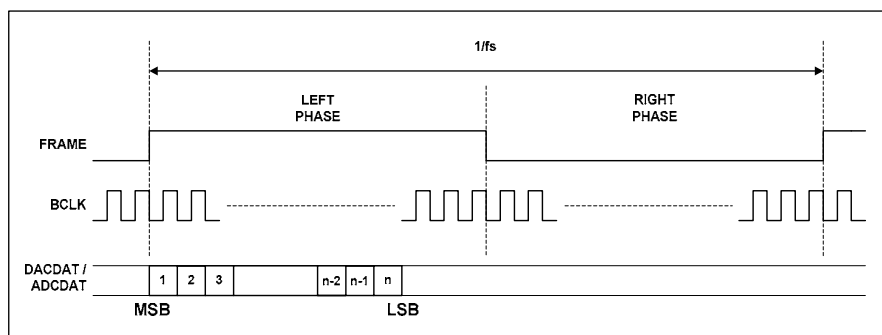 1/fs
LEFT
PHASE
RIGHT
PHASE
FRAME
BCLK
DACDAT /
ADCDAT
1 2 3 n-2 n-1 n
MSB LSB